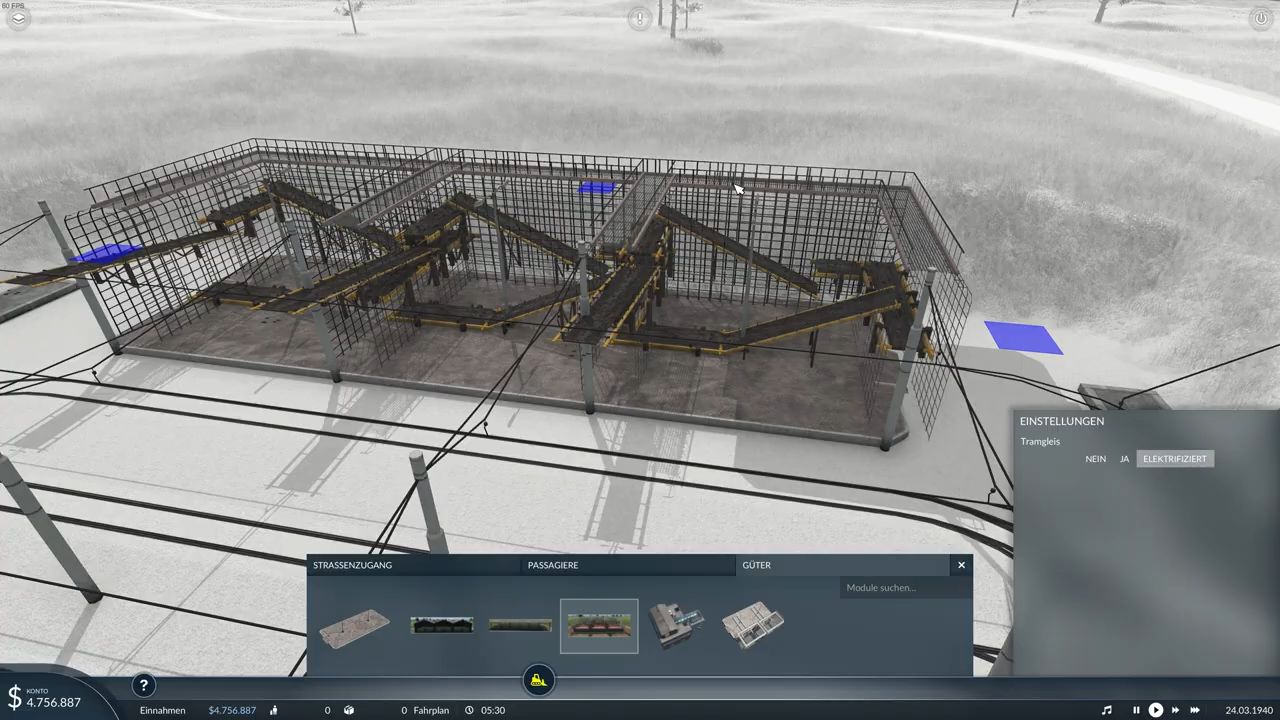 60 FPS
EINSTELLUNGEN
Tramgleis
NEIN JA ELEKTRIFIZIERT
STRASSENZUGANG PASSAGIERE GÜTER
Module suchen...
?
$ KONTO
4.756.887
Einnahmen $4.756.887 0 0 Fahrplan 05:30 24.03.1940